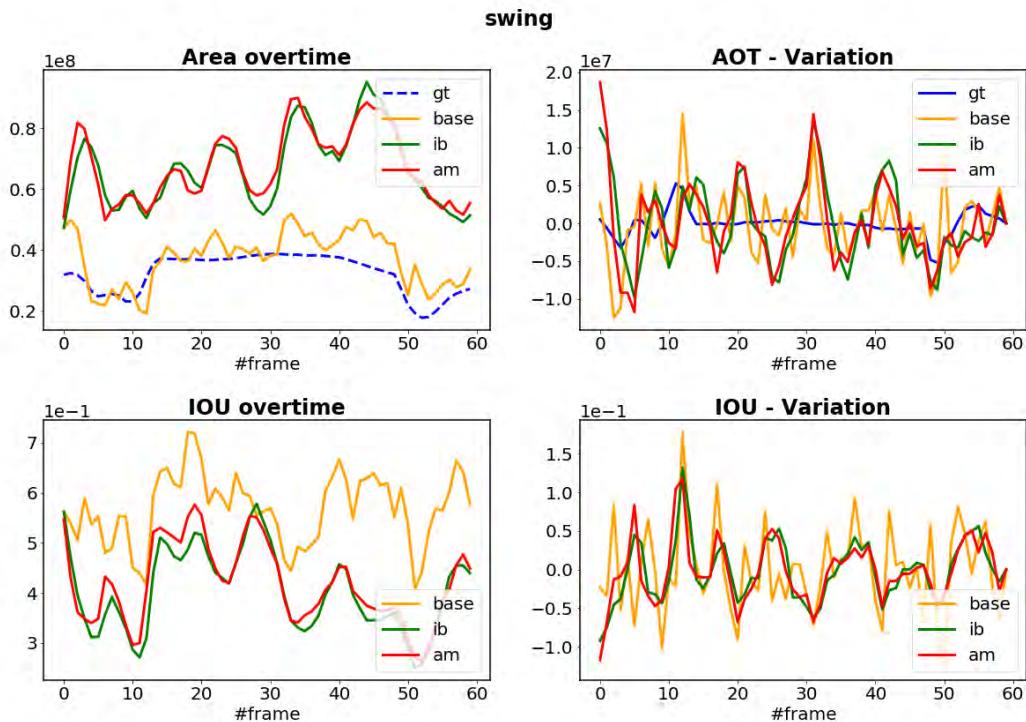 swing
Area overtime
1e8
gt
base
ib
am
0.8
0.6
0.4
0.2
0 10 20 30 40 50 60
#frame
AOT - Variation
1e7
gt
base
ib
am
2.0
1.5
1.0
0.5
0.0
−0.5
−1.0
0 10 20 30 40 50 60
#frame
IOU overtime
1e−1
7
6
5
4
3
base
ib
am
0 10 20 30 40 50 60
#frame
IOU - Variation
1e−1
1.5
1.0
0.5
0.0
−0.5
−1.0
base
ib
am
0 10 20 30 40 50 60
#frame